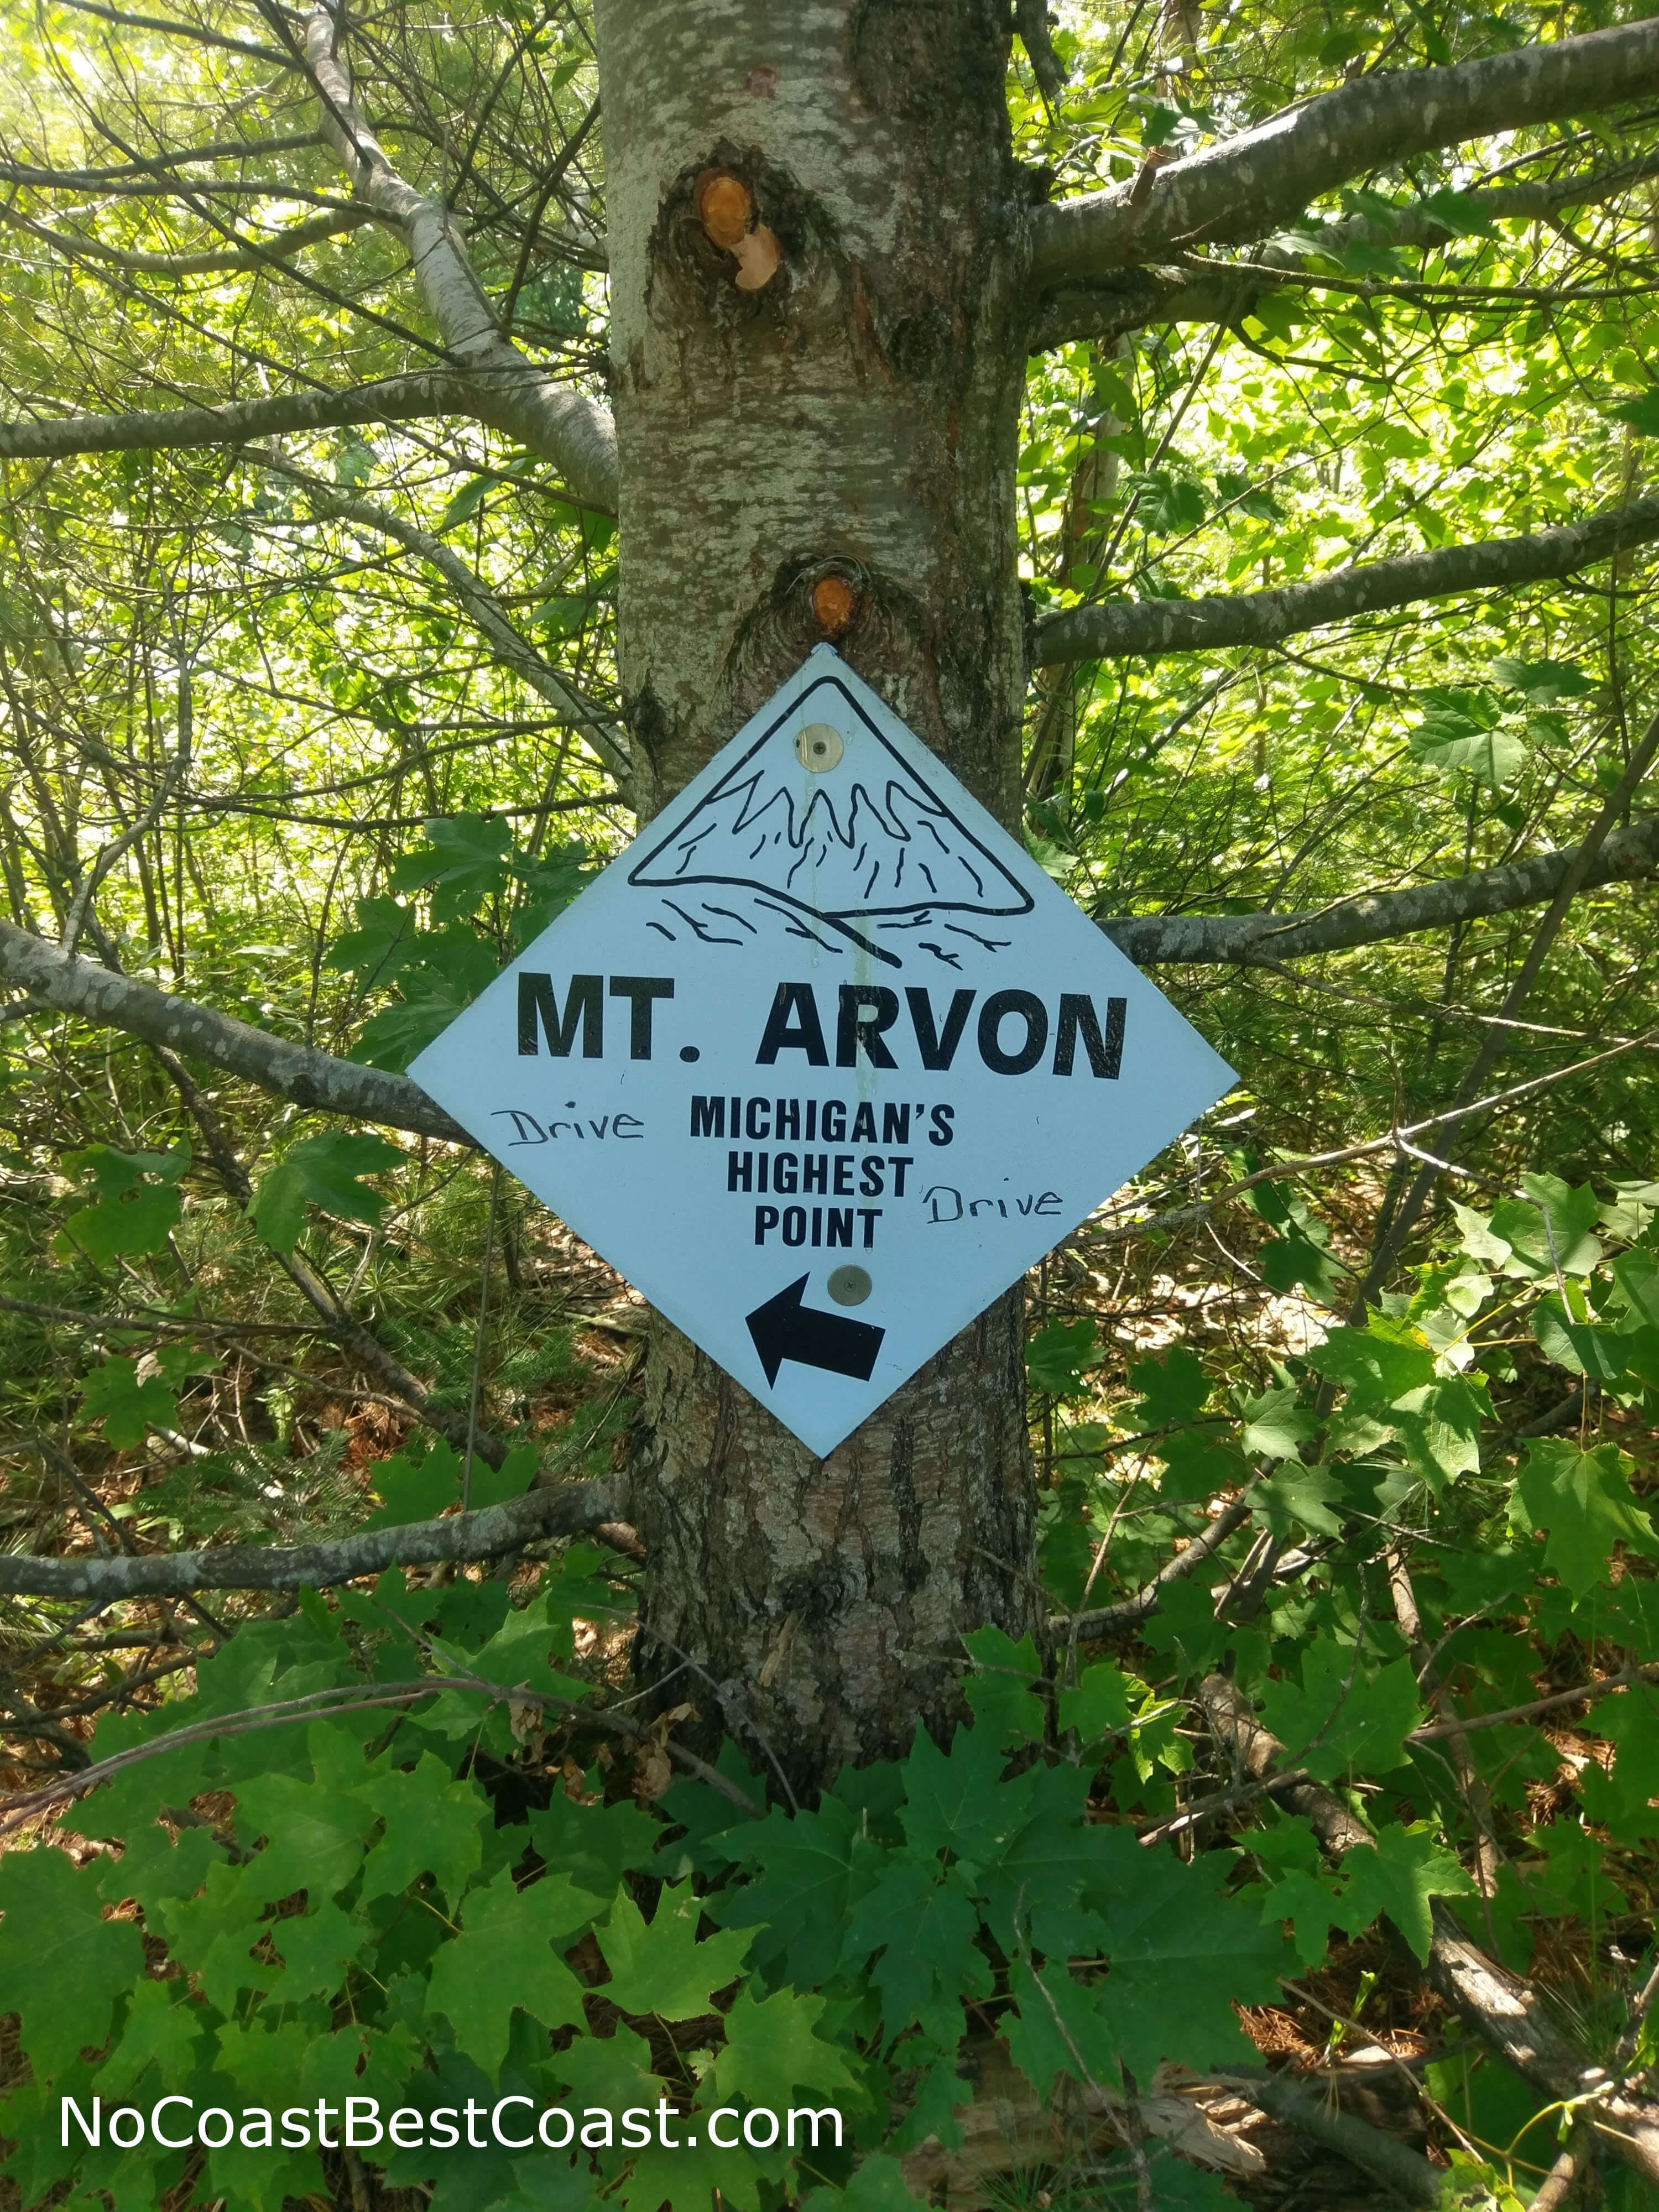 MT. ARVON
Drive MICHIGAN'S
HIGHEST Drive
POINT
NoCoastBestCoast.com